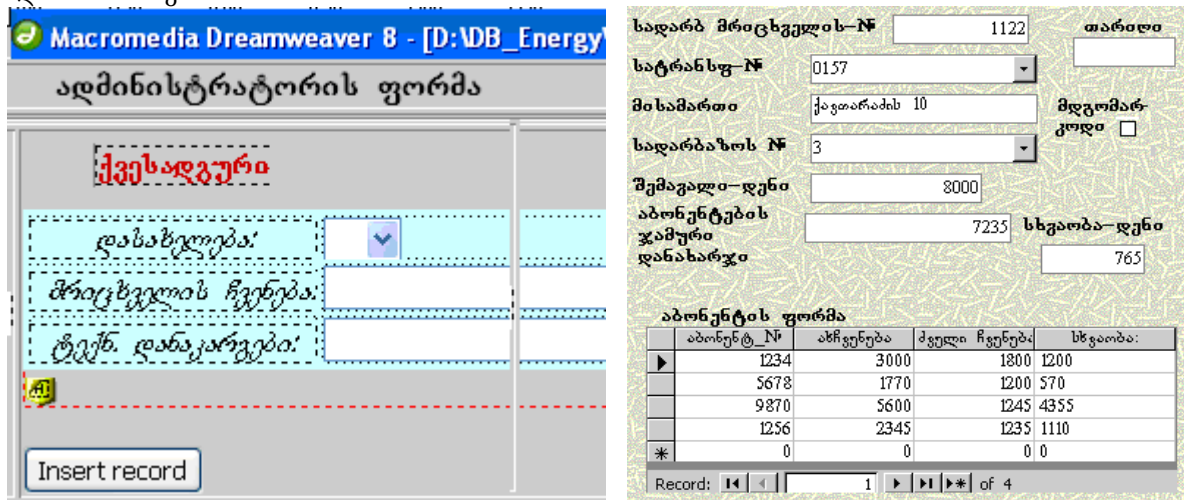 Macromedia Dreamweaver 8 - [D:\DB_Energy\
ადმინისტრატორის ფორმა
ქვესადგური
დასახელება:
მრიცხველის ჩვენება:
ტექნ. დანაკარგები:
Insert record
სადარბ მრიცხველის-№ 1122 თარიღი
სატრანსფ-№ 0157
მისამართი ქავთარაძის 10 მდგომარ-
კოდი
სადარბაზოს № 3
შემავალი-დენი 8000
აბონენტების
ჯამური 7235 სხვაობა-დენი
დანახარჯი 765
აბონენტის ფორმა
აბონენტ_№ ახჩვენება ძველი ჩვენება სხვაობა:
1234 3000 1800 1200
5678 1770 1200 570
9870 5600 1245 4355
1256 2345 1235 1110
0 0 0 0
Record: 1 of 4